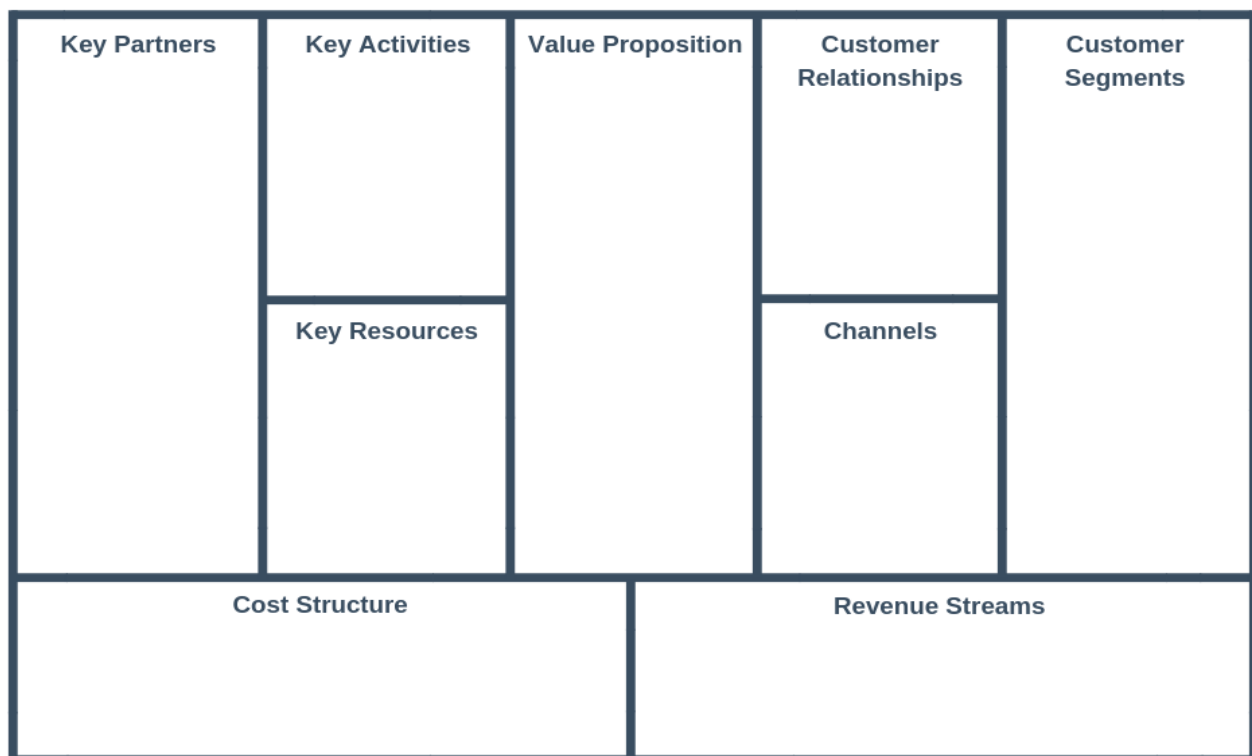 Key Partners
Key Activities
Value Proposition
Customer
Relationships
Customer
Segments
Key Resources
Channels
Cost Structure
Revenue Streams